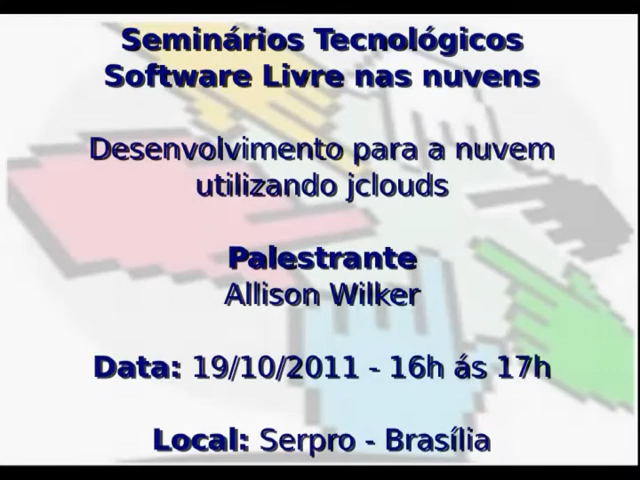 Seminários Tecnológicos
Software Livre nas nuvens
Desenvolvimento para a nuvem
utilizando jclouds
Palestrante
Allison Wilker
Data: 19/10/2011 - 16h ás 17h
Local: Serpro - Brasília